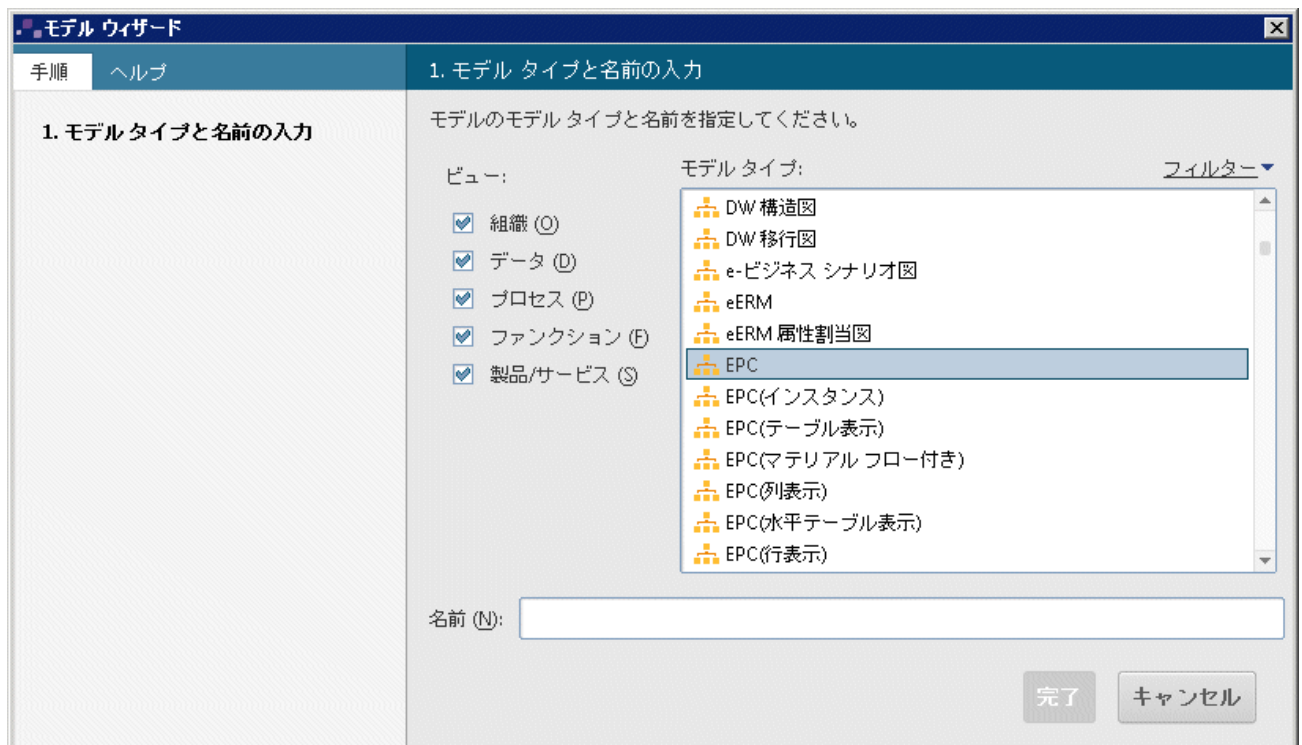 モデル ウィザード
手順
ヘルプ
1. モデル タイプと名前の入力
1. モデル タイプと名前の入力
モデルのモデル タイプと名前を指定してください。
ビュー:
組織 (O)
データ (D)
プロセス (P)
ファンクション (F)
製品/サービス (S)
モデル タイプ:
フィルター
DW 構造図
DW 移行図
e-ビジネス シナリオ図
eERM
eERM 属性割当図
EPC
EPC(インスタンス)
EPC(テーブル表示)
EPC(マテリアル フロー付き)
EPC(列表示)
EPC(水平テーブル表示)
EPC(行表示)
名前 (N):
完了
キャンセル